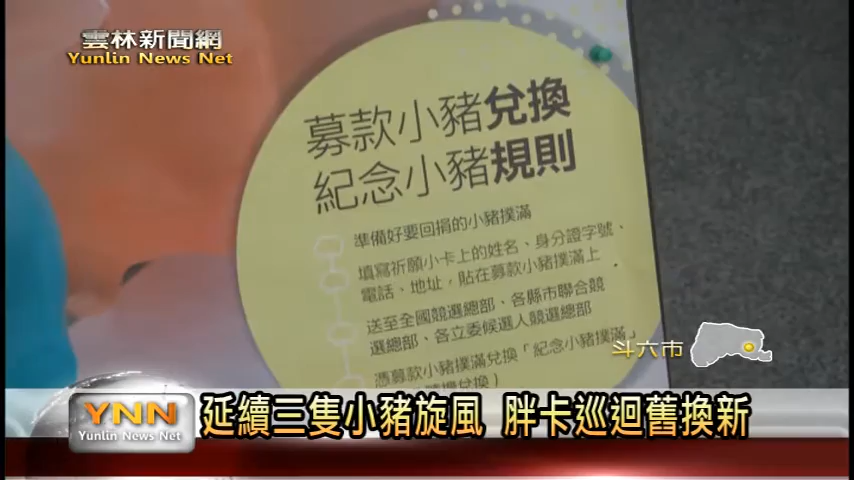 雲林新聞網
Yunlin News Net
募款小豬兌換
紀念小豬規則
準備好要回捐的小豬撲滿
填寫祈願小卡上的姓名、身分證字號、
電話、地址，貼在募款小豬撲滿上
送至全國競選總部、各縣市聯合競
選總部、各立委候選人競選總部
憑募款小豬撲滿兌換「紀念小豬撲滿」
斗六市
YNN
Yunlin News Net
延續三隻小豬旋風 胖卡巡迴舊換新